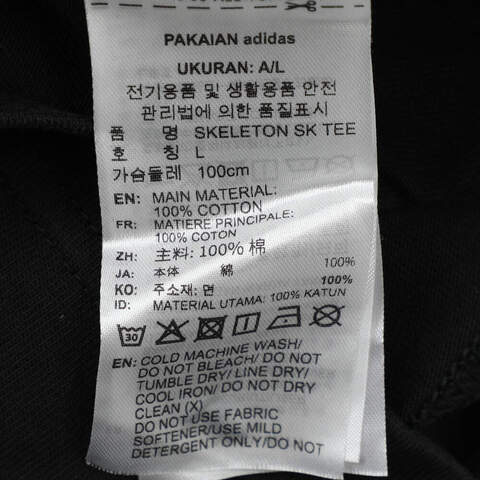 PAKAIAN adidas
UKURAN: A/L
전기용품 및 생활용품 안전
관리법에 의한 품질표시
품 명 SKELETON SK TEE
호 칭 L
가슴둘레 100cm
EN: MAIN MATERIAL:
100% COTTON
FR: MATIÈRE PRINCIPALE:
100% COTON
ZH: 主料: 100% 棉
JA: 本体 綿 100%
KO: 주소재: 면 100%
ID: MATERIAL UTAMA: 100% KATUN
30
EN: COLD MACHINE WASH/
DO NOT BLEACH/ DO NOT
TUMBLE DRY/ LINE DRY/
COOL IRON/ DO NOT DRY
CLEAN (X)
DO NOT USE FABRIC
SOFTENER/USE MILD
DETERGENT ONLY/DO NOT